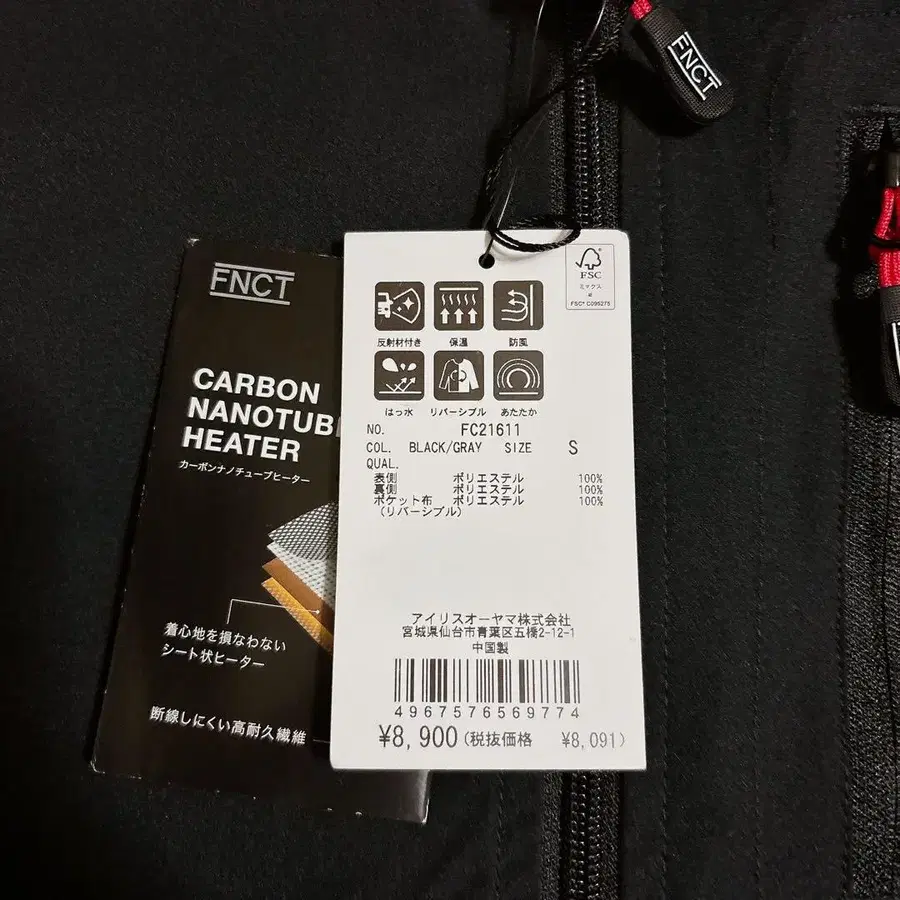 FNCT
FNCT
CARBON
NANOTUB
HEATER
カーボンナノチューブヒーター
着心地を損なわない
シート状ヒーター
断線しにくい高耐久繊維
FSC
ミックス
紙
FSC® C099275
反射材付き 保温 防風
はっ水 リバーシブル あたたか
NO. FC21611
COL. BLACK/GRAY SIZE S
QUAL.
表側 ポリエステル 100%
裏側 ポリエステル 100%
ポケット布 ポリエステル 100%
（リバーシブル）
アイリスオーヤマ株式会社
宮城県仙台市青葉区五橋2-12-1
中国製
4967576569774
¥8,900(税抜価格 ¥8,091)